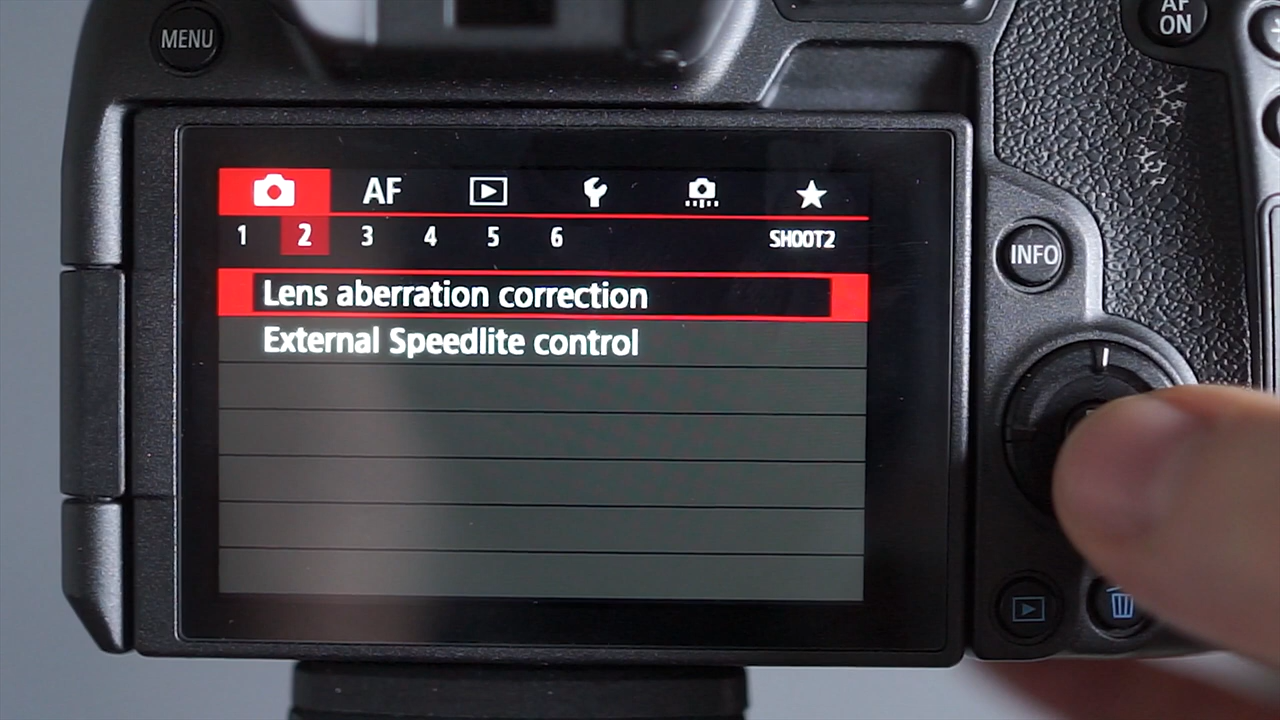 MENU
AF
ON
AF
1 2 3 4 5 6 SHOOT2
INFO
Lens aberration correction
External Speedlite control